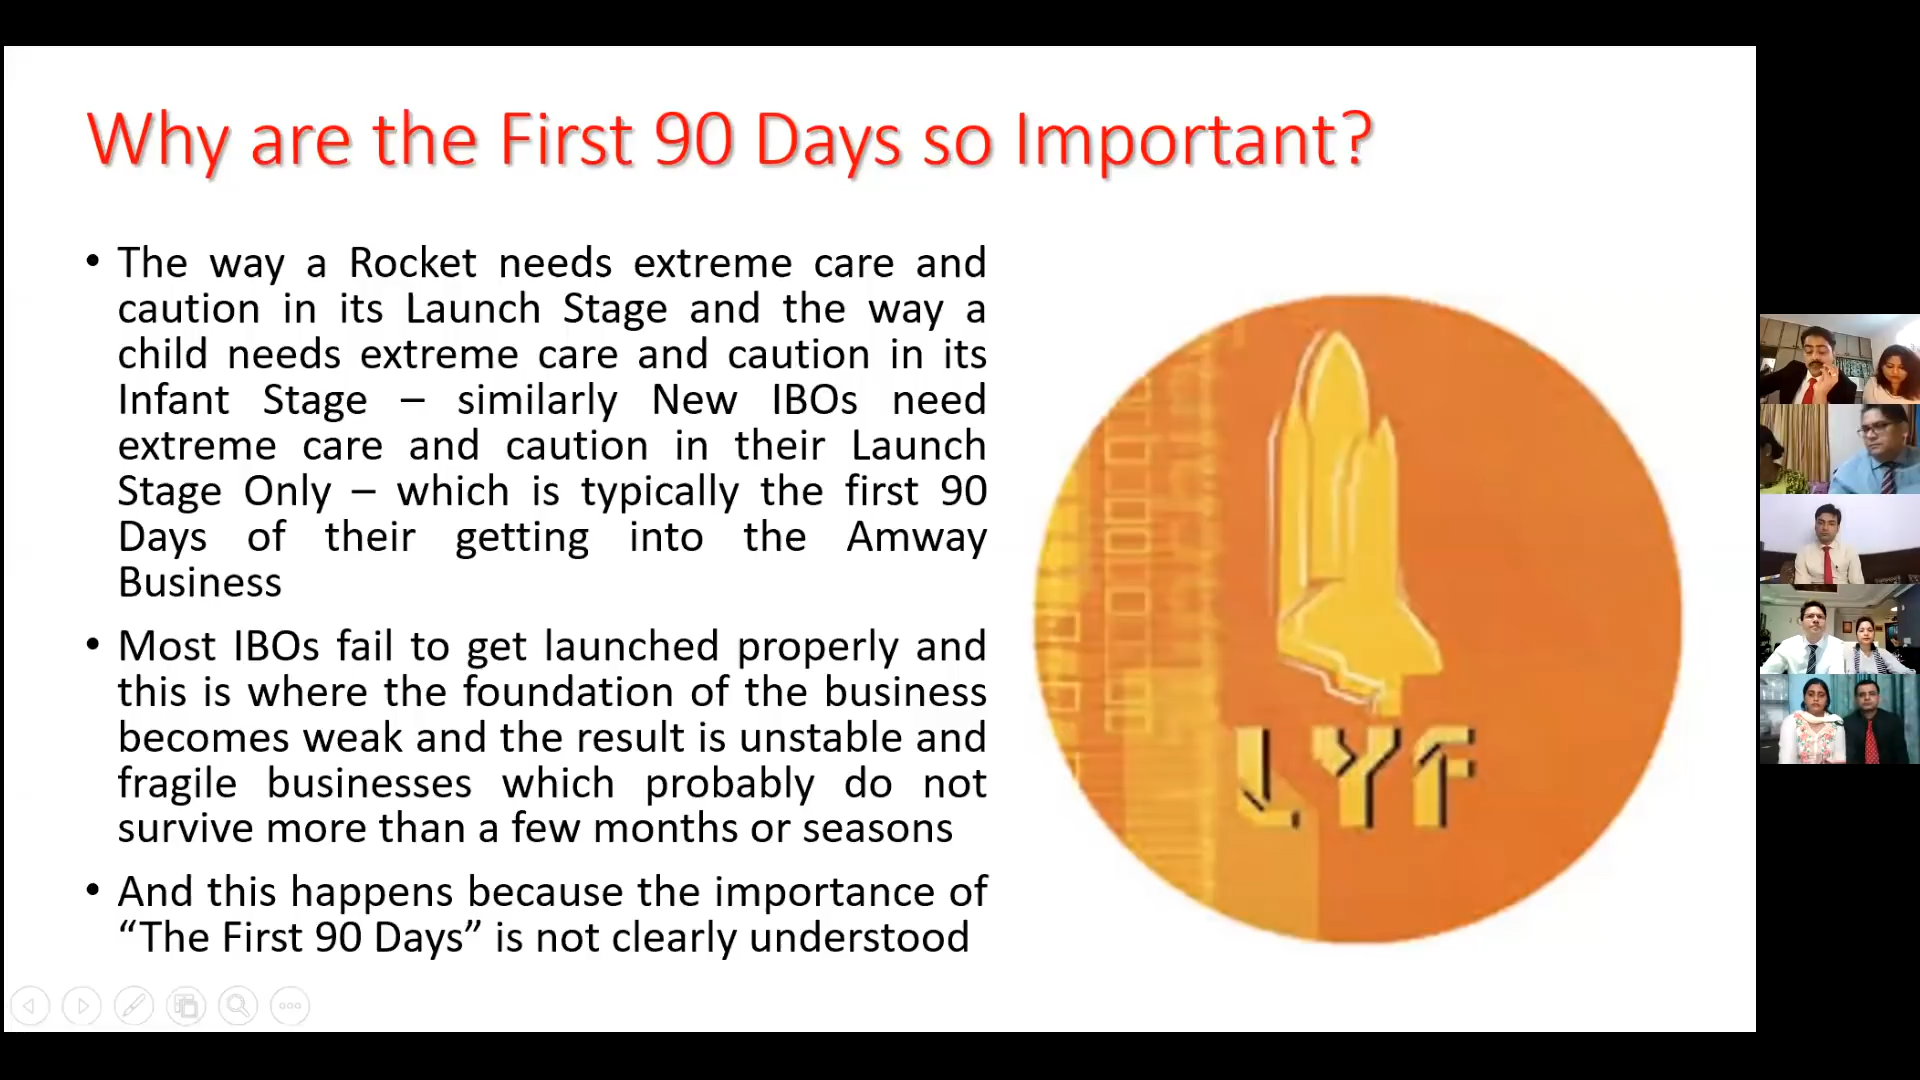 Why are the First 90 Days so Important?
• The way a Rocket needs extreme care and
caution in its Launch Stage and the way a
child needs extreme care and caution in its
Infant Stage – similarly New IBOs need
extreme care and caution in their Launch
Stage Only – which is typically the first 90
Days of their getting into the Amway
Business
• Most IBOs fail to get launched properly and
this is where the foundation of the business
becomes weak and the result is unstable and
fragile businesses which probably do not
survive more than a few months or seasons
• And this happens because the importance of
“The First 90 Days” is not clearly understood
LYF